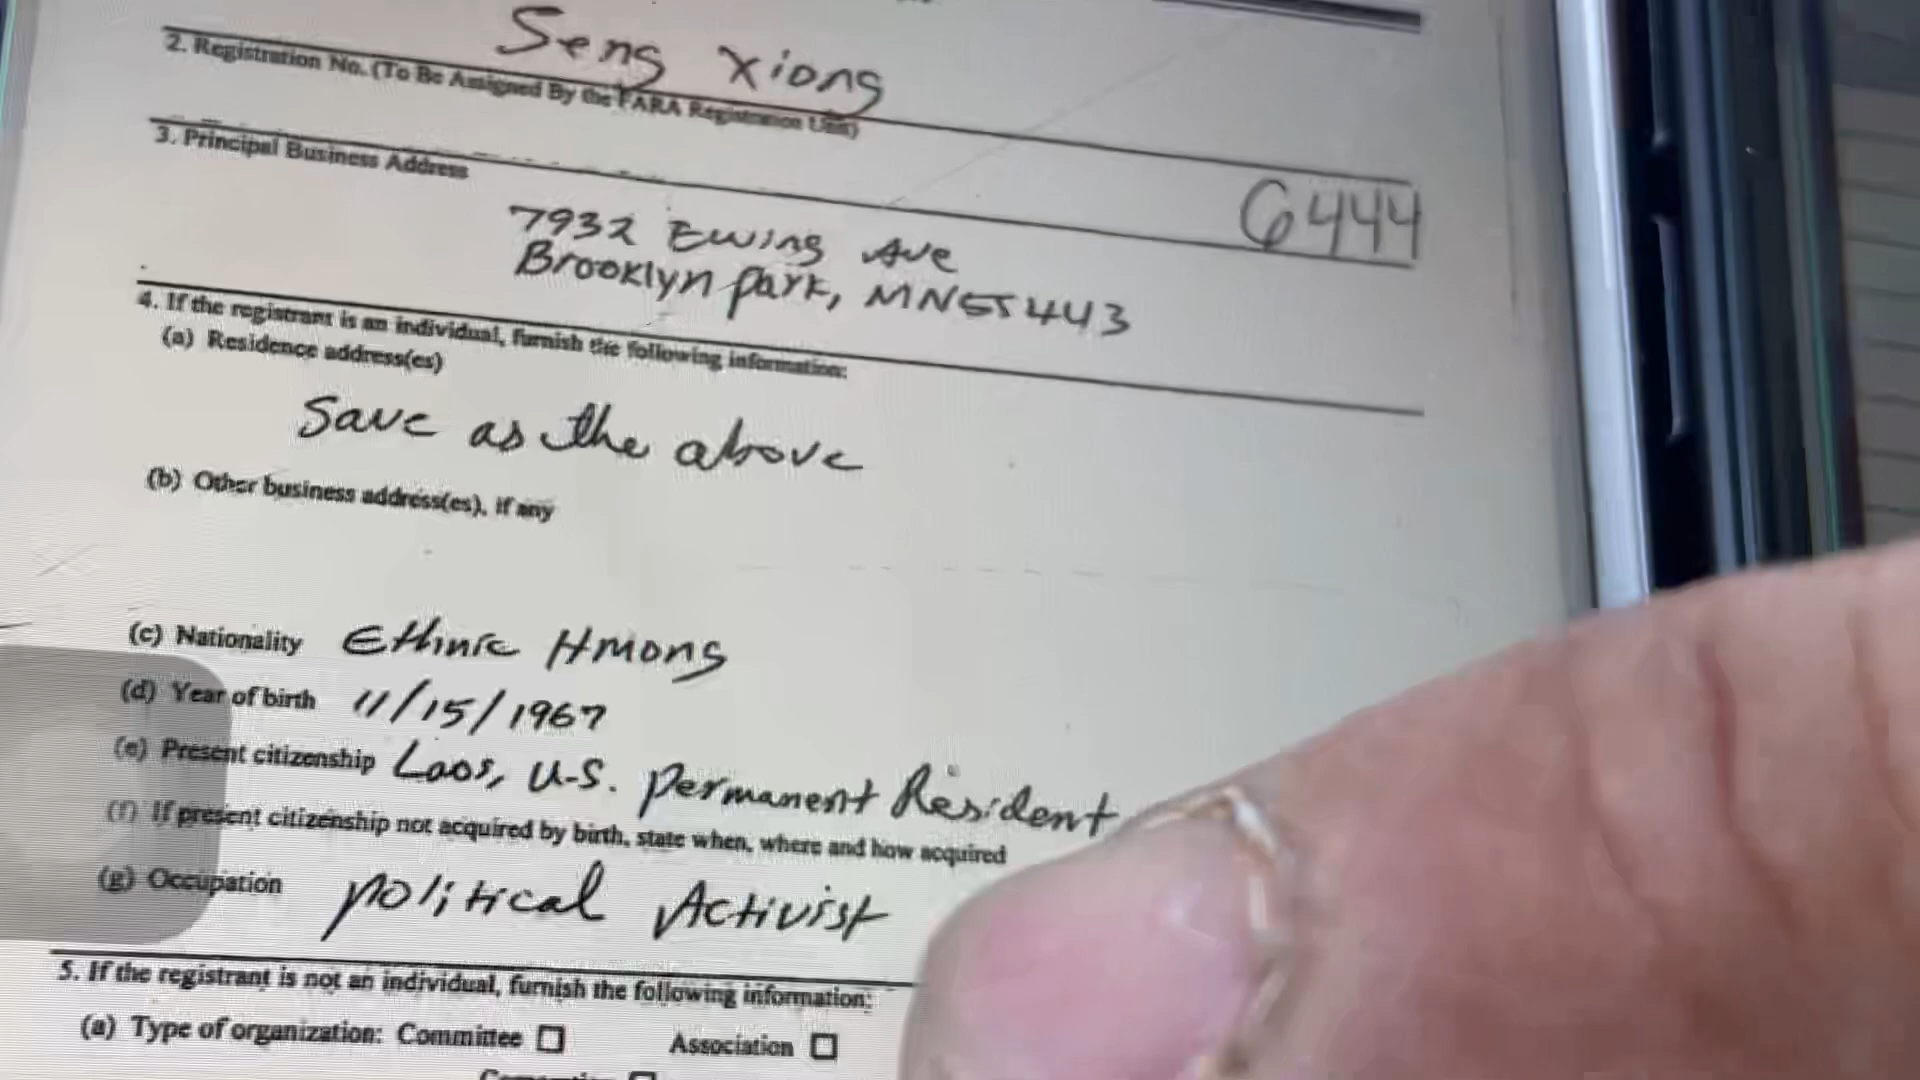 Seng Xiong
2. Registration No. (To Be Assigned By the FARA Registration Unit)
6444
3. Principal Business Address
7932 Ewing Ave
Brooklyn park, MN55443
4. If the registrant is an individual, furnish the following information:
(a) Residence address(es)
Save as the above
(b) Other business address(es), if any
(c) Nationality Ethnic Hmong
(d) Year of birth 11/15/1967
(e) Present citizenship Laos, U.S. permanent Resident
(f) If present citizenship not acquired by birth, state when, where and how acquired
(g) Occupation political Activist
5. If the registrant is not an individual, furnish the following information:
(a) Type of organization: Committee ☐ Association ☐